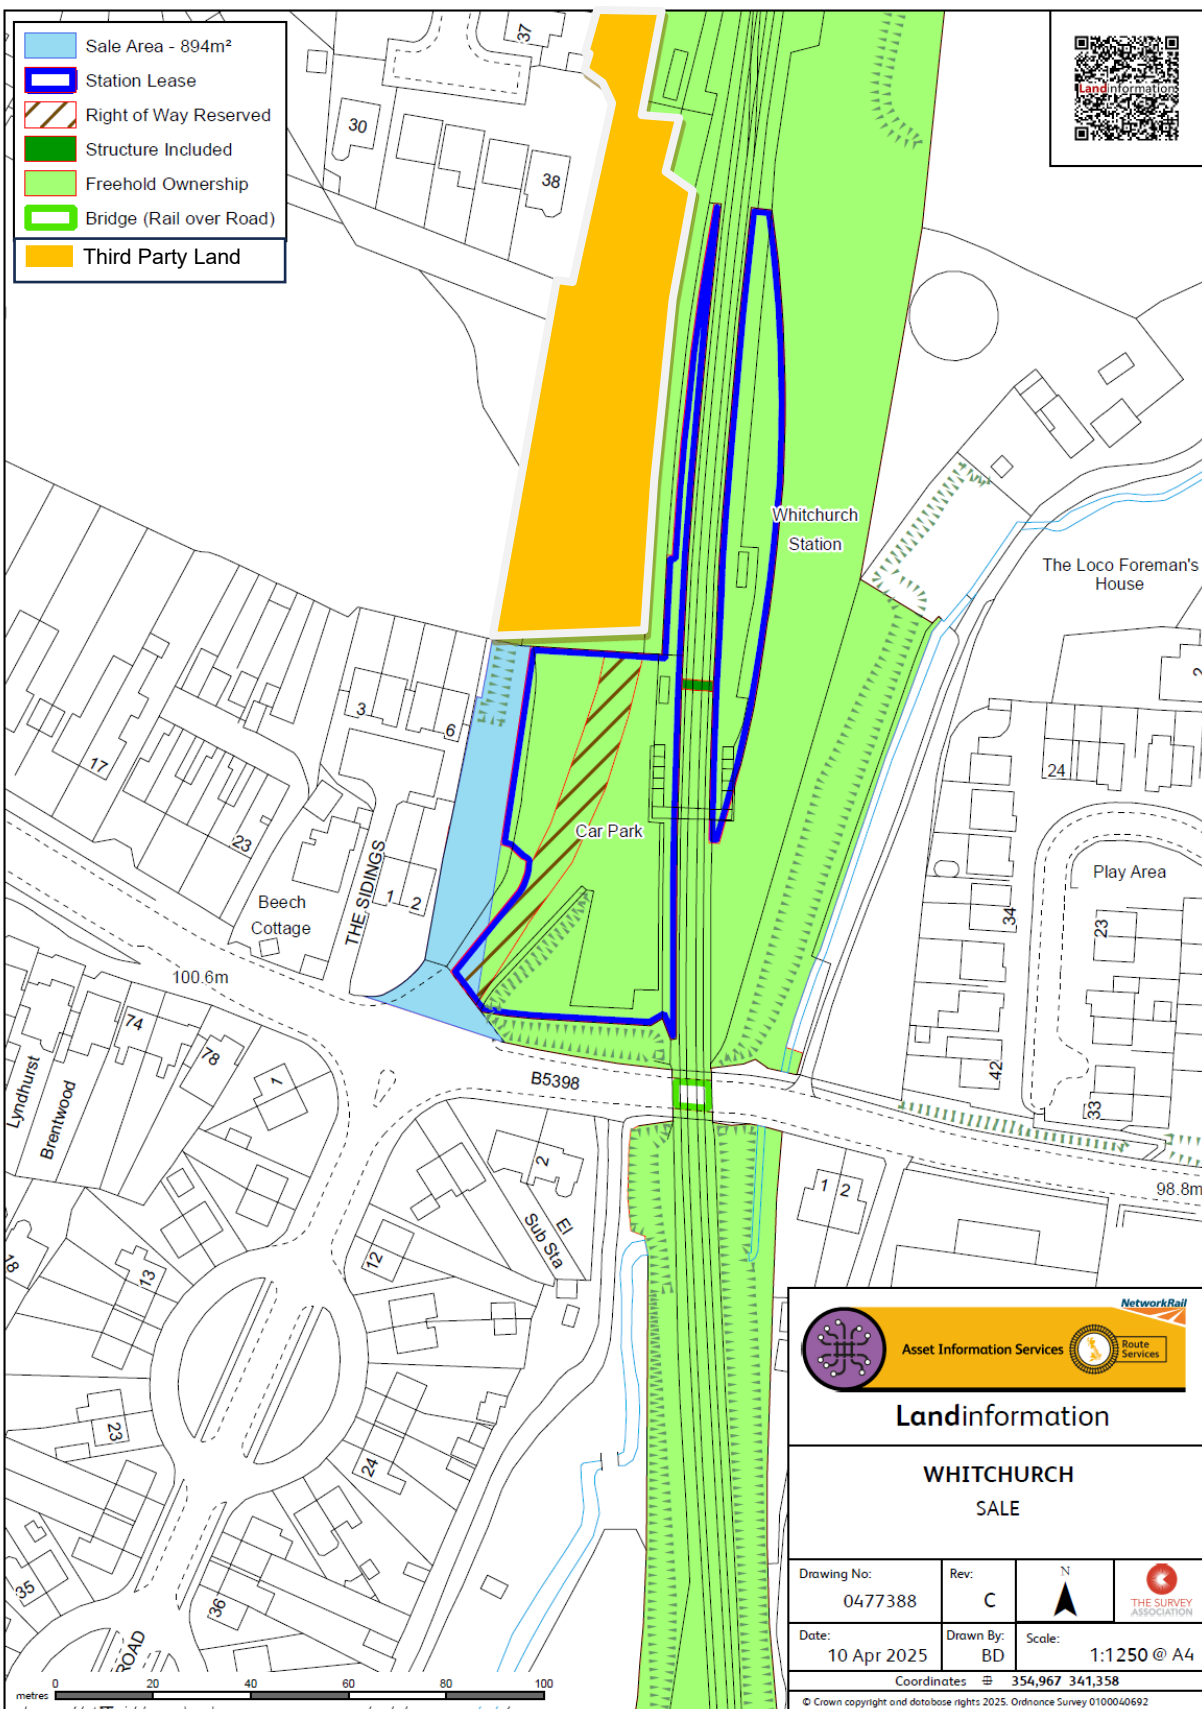 Sale Area - 894m²
Station Lease
Right of Way Reserved
Structure Included
Freehold Ownership
Bridge (Rail over Road)
Third Party Land
Landinformation
37
30
38
Whitchurch
Station
The Loco Foreman's
House
2
3
6
17
23
24
Car Park
THE SIDINGS
1
2
Beech
Cottage
Play Area
34
23
100.6m
74
78
1
Lyndhurst
Brentwood
B5398
42
33
2
1 2
98.8m
El
Sub Sta
12
13
18
23
24
35
36
ROAD
NetworkRail
Asset Information Services
Route
Services
Landinformation
WHITCHURCH
SALE
Drawing No:
0477388
Rev:
C
N
THE SURVEY
ASSOCIATION
Date:
10 Apr 2025
Drawn By:
BD
Scale:
1:1250 @ A4
Coordinates 354,967 341,358
© Crown copyright and database rights 2025. Ordnance Survey 0100040692
metres 0 20 40 60 80 100